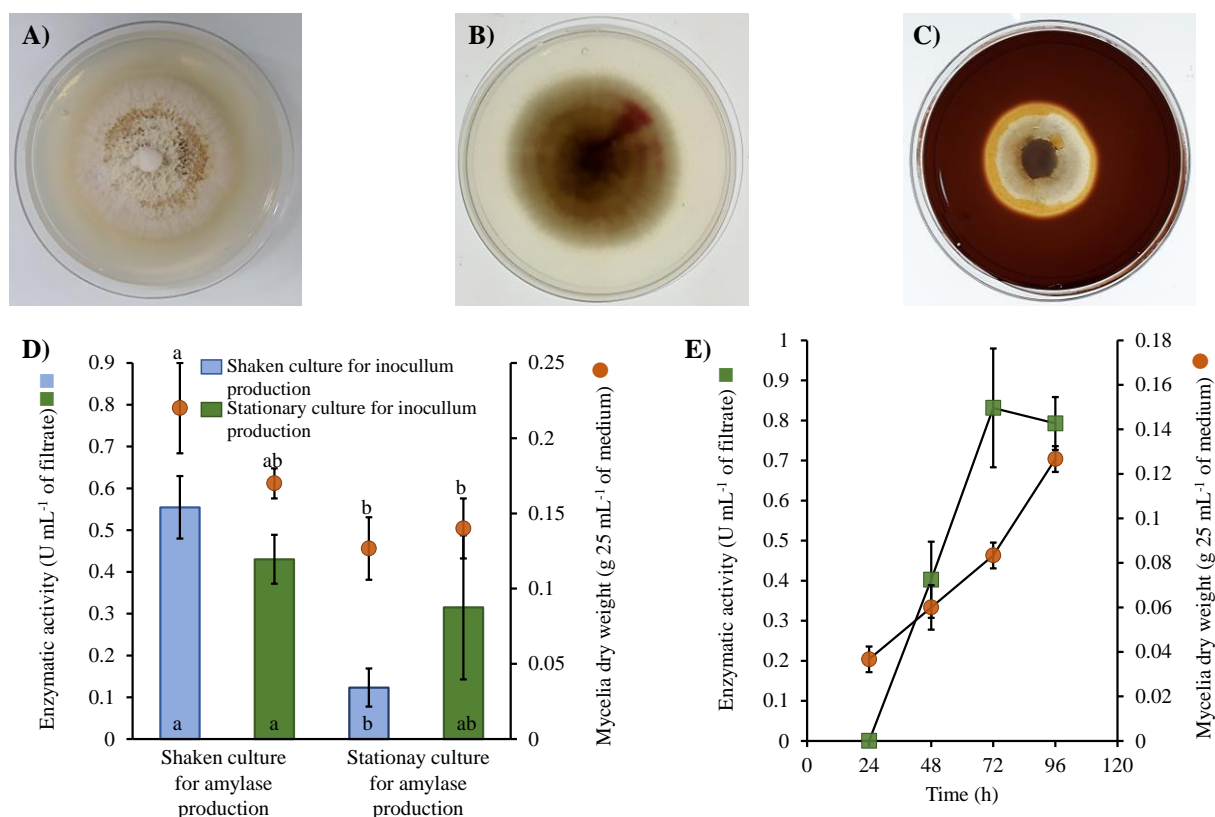 A)
B)
C)
D)
Enzymatic activity (U mL⁻¹ of filtrate)
0.9
0.8
0.7
0.6
0.5
0.4
0.3
0.2
0.1
0
Shaken culture for inocullum
production
Stationary culture for inocullum
production
a
ab
b
b
a
a
b
ab
0.25
0.2
0.15
0.1
0.05
0
Mycelia dry weight (g 25 mL⁻¹ of medium)
Shaken culture
for amylase
production
Stationay culture
for amylase
production
E)
Enzymatic activity (U mL⁻¹ of filtrate)
1
0.9
0.8
0.7
0.6
0.5
0.4
0.3
0.2
0.1
0
0.18
0.16
0.14
0.12
0.1
0.08
0.06
0.04
0.02
0
Mycelia dry weight (g 25 mL⁻¹ of medium)
0 24 48 72 96 120
Time (h)